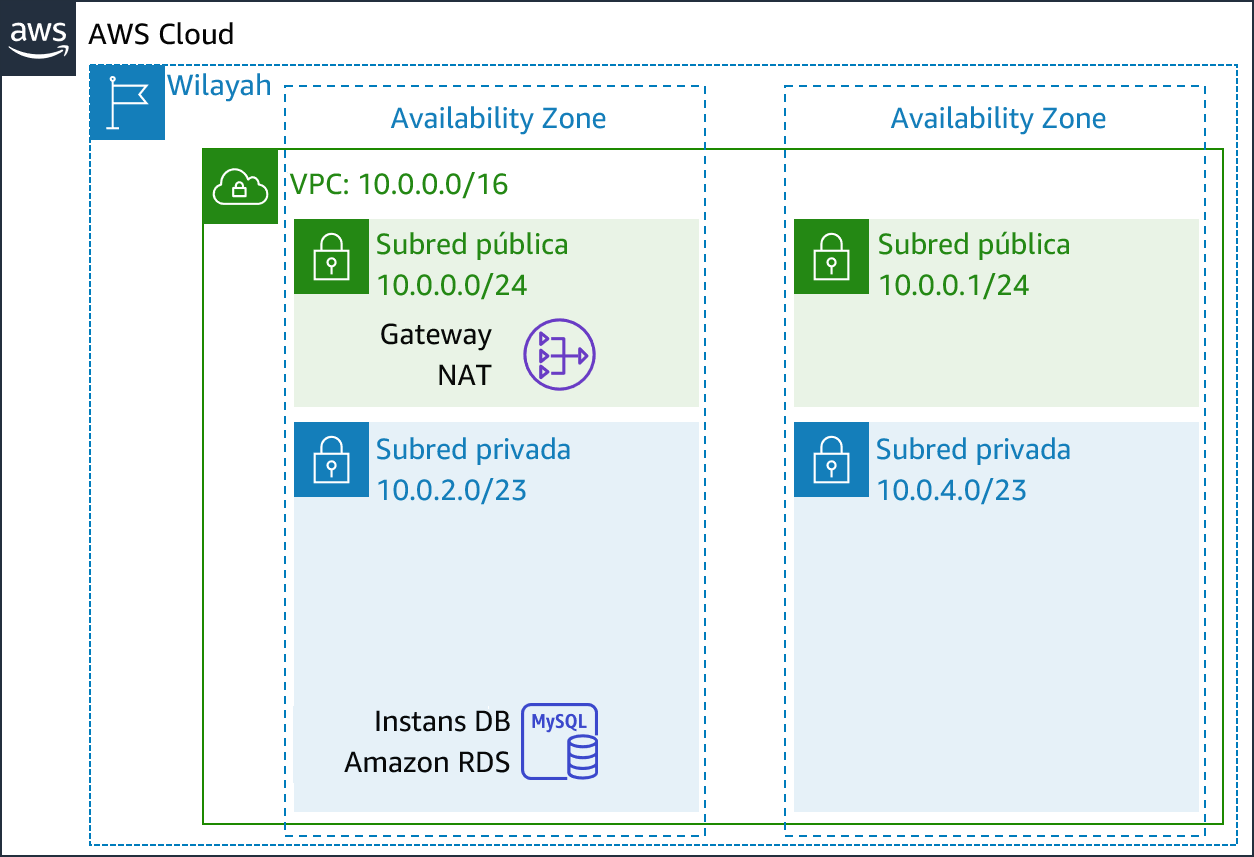 aws
AWS Cloud
Wilayah
Availability Zone
Availability Zone
VPC: 10.0.0.0/16
Subred pública
10.0.0.0/24
Gateway
NAT
Subred pública
10.0.0.1/24
Subred privada
10.0.2.0/23
Instans DB
Amazon RDS
MySQL
Subred privada
10.0.4.0/23